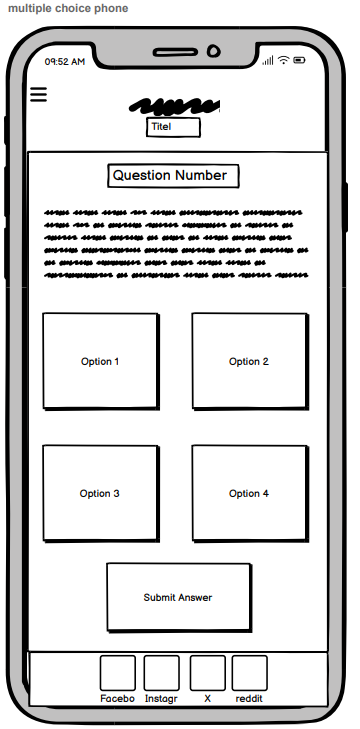 multiple choice phone
09:52 AM
Titel
Question Number
Option 1 Option 2
Option 3 Option 4
Submit Answer
Facebo Instagr X reddit